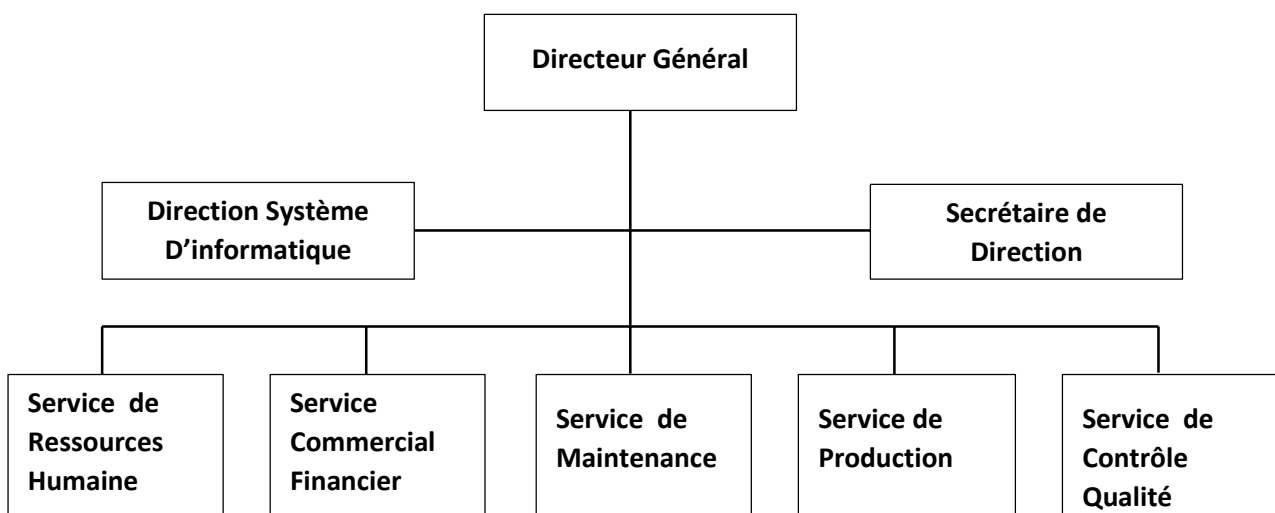 Directeur Général
Direction Système
D’informatique
Secrétaire de
Direction
Service de
Ressources
Humaine
Service
Commercial
Financier
Service de
Maintenance
Service de
Production
Service de
Contrôle
Qualité